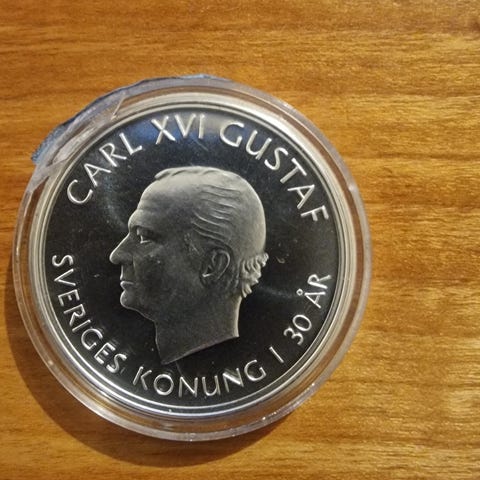 CARL XVI GUSTAF
SVERIGES KONUNG I 30 ÅR